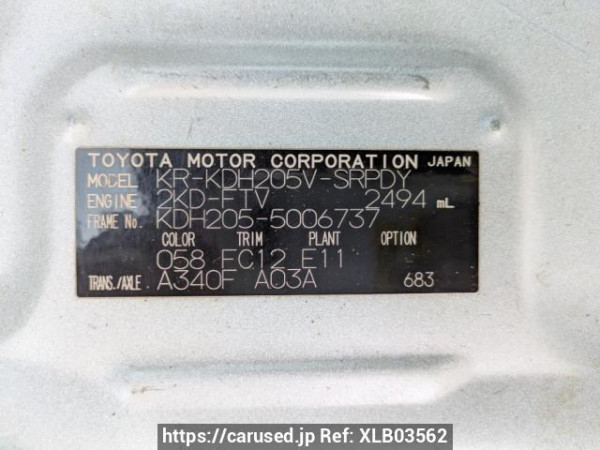 TOYOTA MOTOR CORPORATION JAPAN
MODEL KR-KDH205V-SRPDY
ENGINE 2KD-FTV 2494 mL
FRAME No. KDH205-5006737
COLOR TRIM PLANT OPTION
058 FC12 E11
TRANS./AXLE A340F A03A 683
https://carused.jp Ref: XLB03562